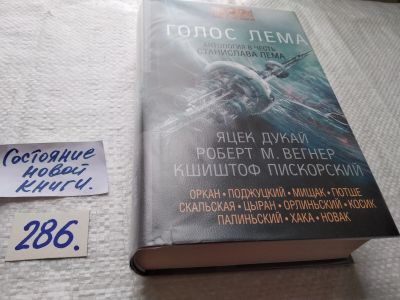 ГОЛОС ЛЕМА
АНТОЛОГИЯ В ЧЕСТЬ
СТАНИСЛАВА ЛЕМА
ЯЦЕК ДУКАЙ
РОБЕРТ М. ВЕГНЕР
КШИШТОФ ПИСКОРСКИЙ
ОРКАН • ПОДЖУЦКИЙ • МИЩАК • ГЮТШЕ
СКАЛЬСКАЯ • ЦЫРАН • ОРЛИНЬСКИЙ • КОСИК
ПАЛИНЬСКИЙ • ХАКА • НОВАК
Состояние
новой
книги.
286.